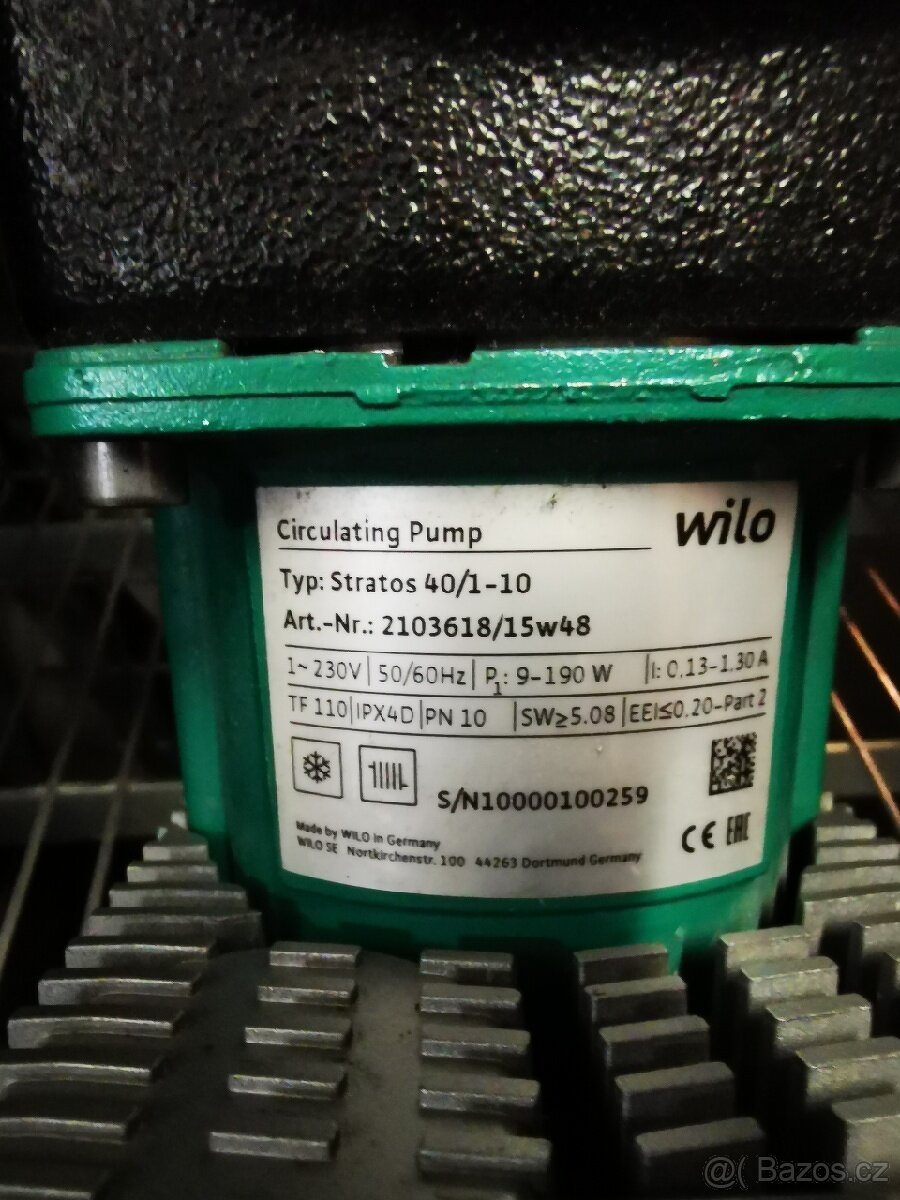 Circulating Pump
wilo
Typ: Stratos 40/1-10
Art.-Nr.: 2103618/15w48
1~230V 50/60Hz P1: 9-190 W I: 0,13-1,30 A
TF 110 IPX4D PN 10 SW≥5.08 EEI≤0.20-Part 2
S/N10000100259
Made by WILO in Germany
WILO SE Nortkirchenstr. 100 44263 Dortmund Germany
CE EAC
@( Bazos.cz